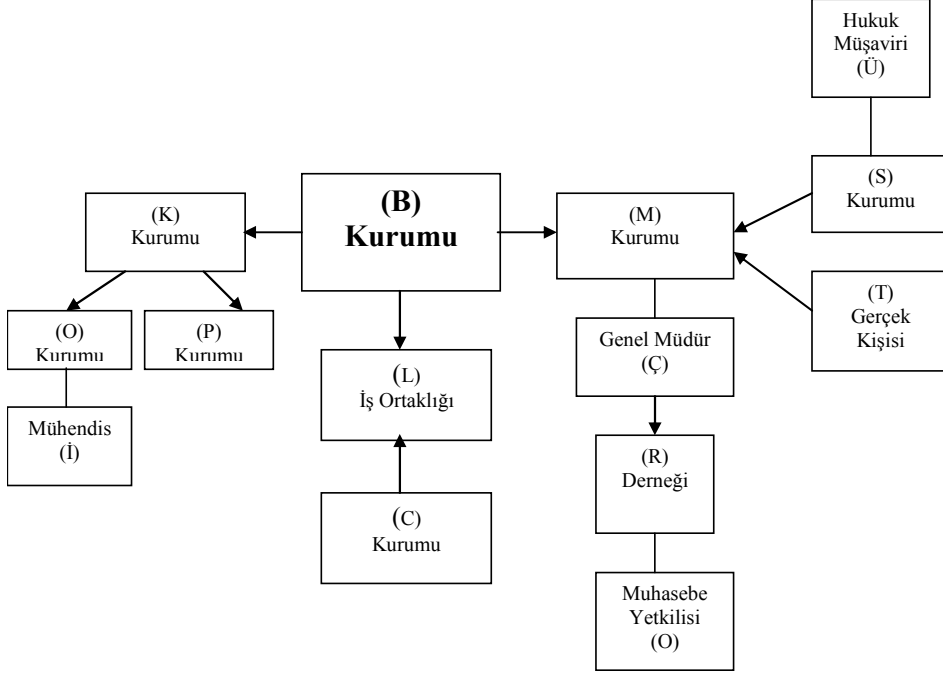 Hukuk
Müşaviri
(Ü)
(S)
Kurumu
(B)
Kurumu
(K)
Kurumu
(M)
Kurumu
(T)
Gerçek
Kişisi
(O)
Kurumu
(P)
Kurumu
Genel Müdür
(Ç)
(L)
İş Ortaklığı
Mühendis
(İ)
(R)
Derneği
(C)
Kurumu
Muhasebe
Yetkilisi
(O)